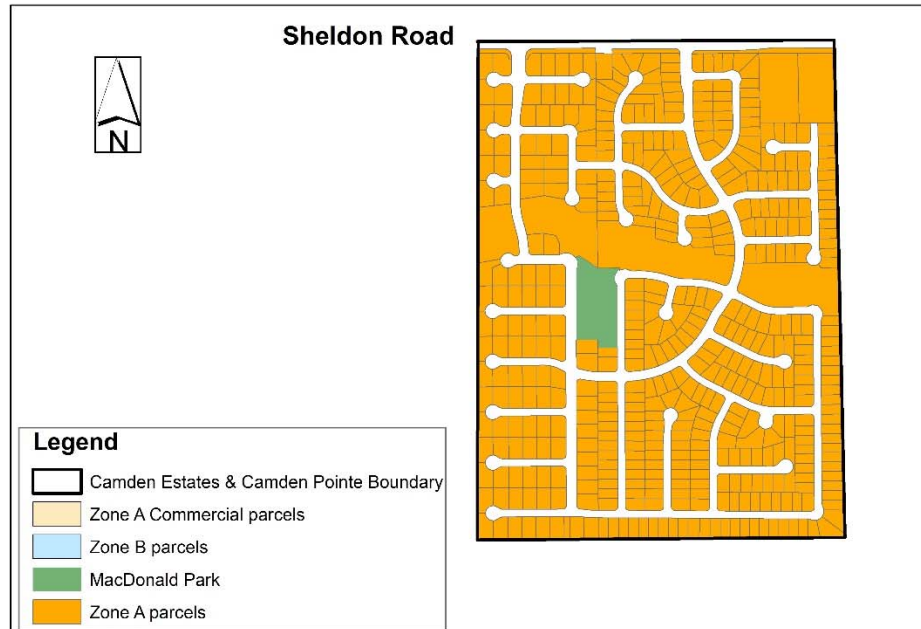 Sheldon Road
N
Legend
Camden Estates & Camden Pointe Boundary
Zone A Commercial parcels
Zone B parcels
MacDonald Park
Zone A parcels